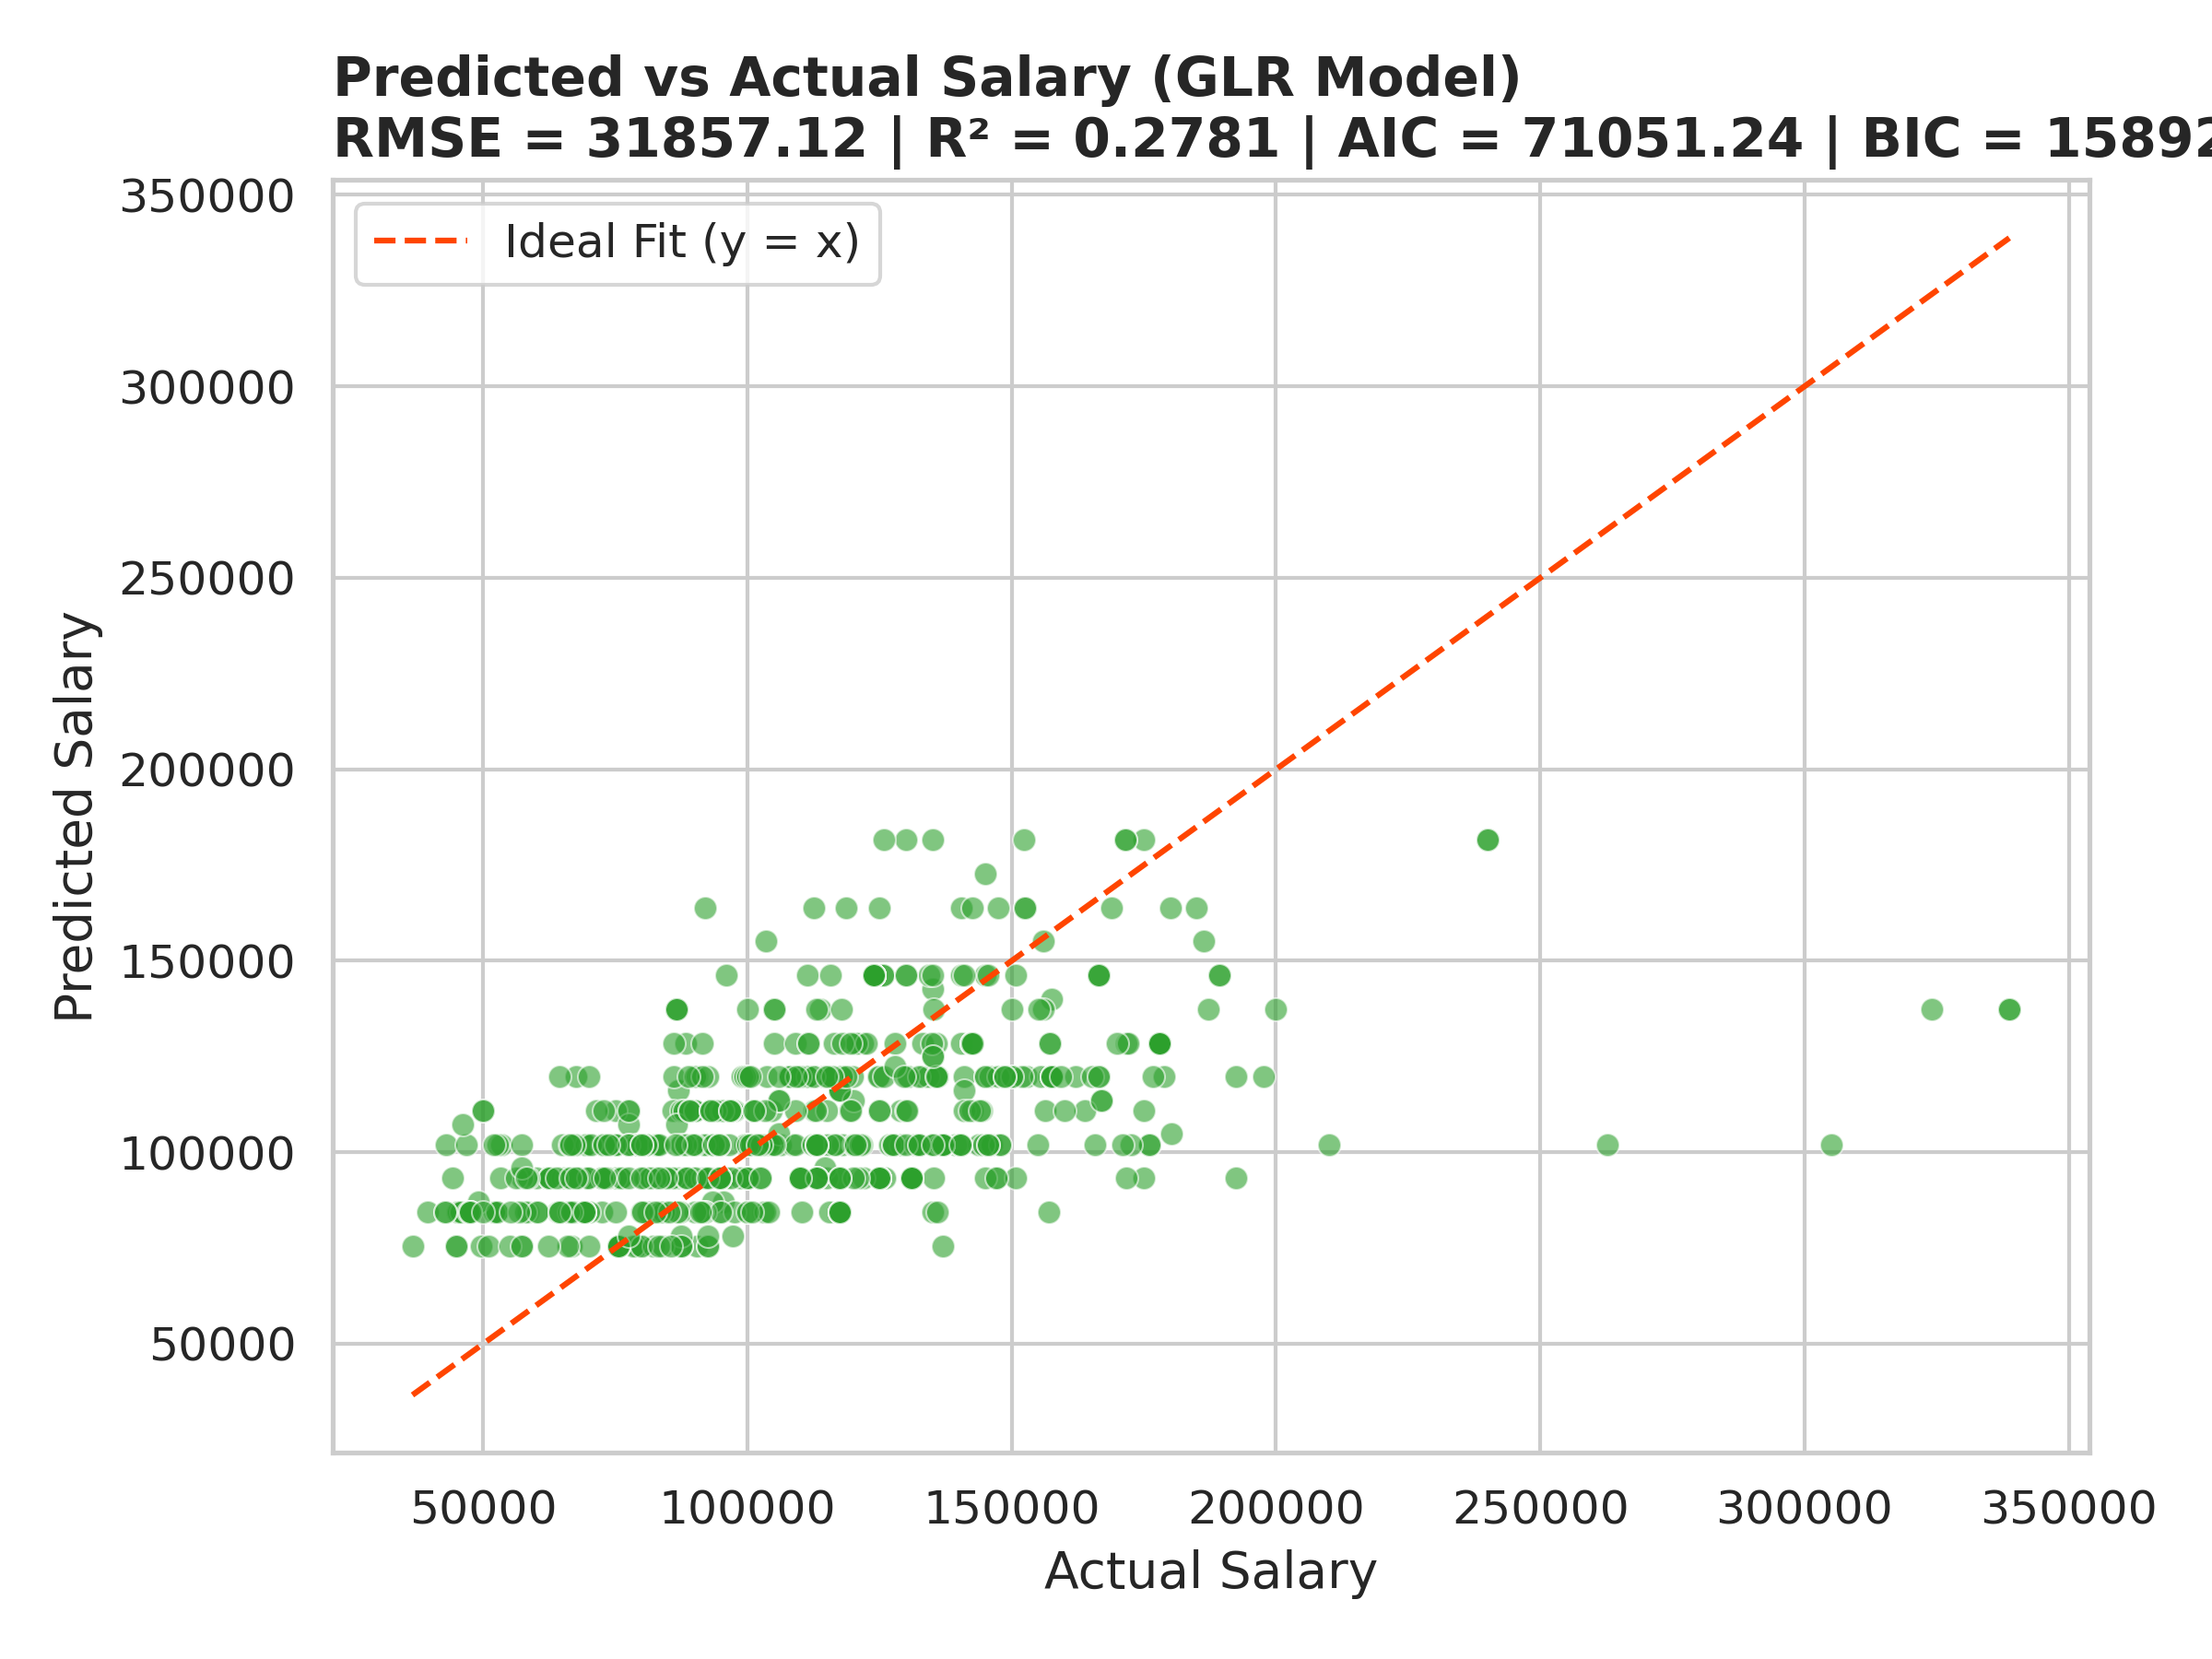 Predicted vs Actual Salary (GLR Model)
RMSE = 31857.12 | R² = 0.2781 | AIC = 71051.24 | BIC = 15892
350000
Ideal Fit (y = x)
300000
250000
200000
150000
100000
50000
Predicted Salary
50000 100000 150000 200000 250000 300000 350000
Actual Salary